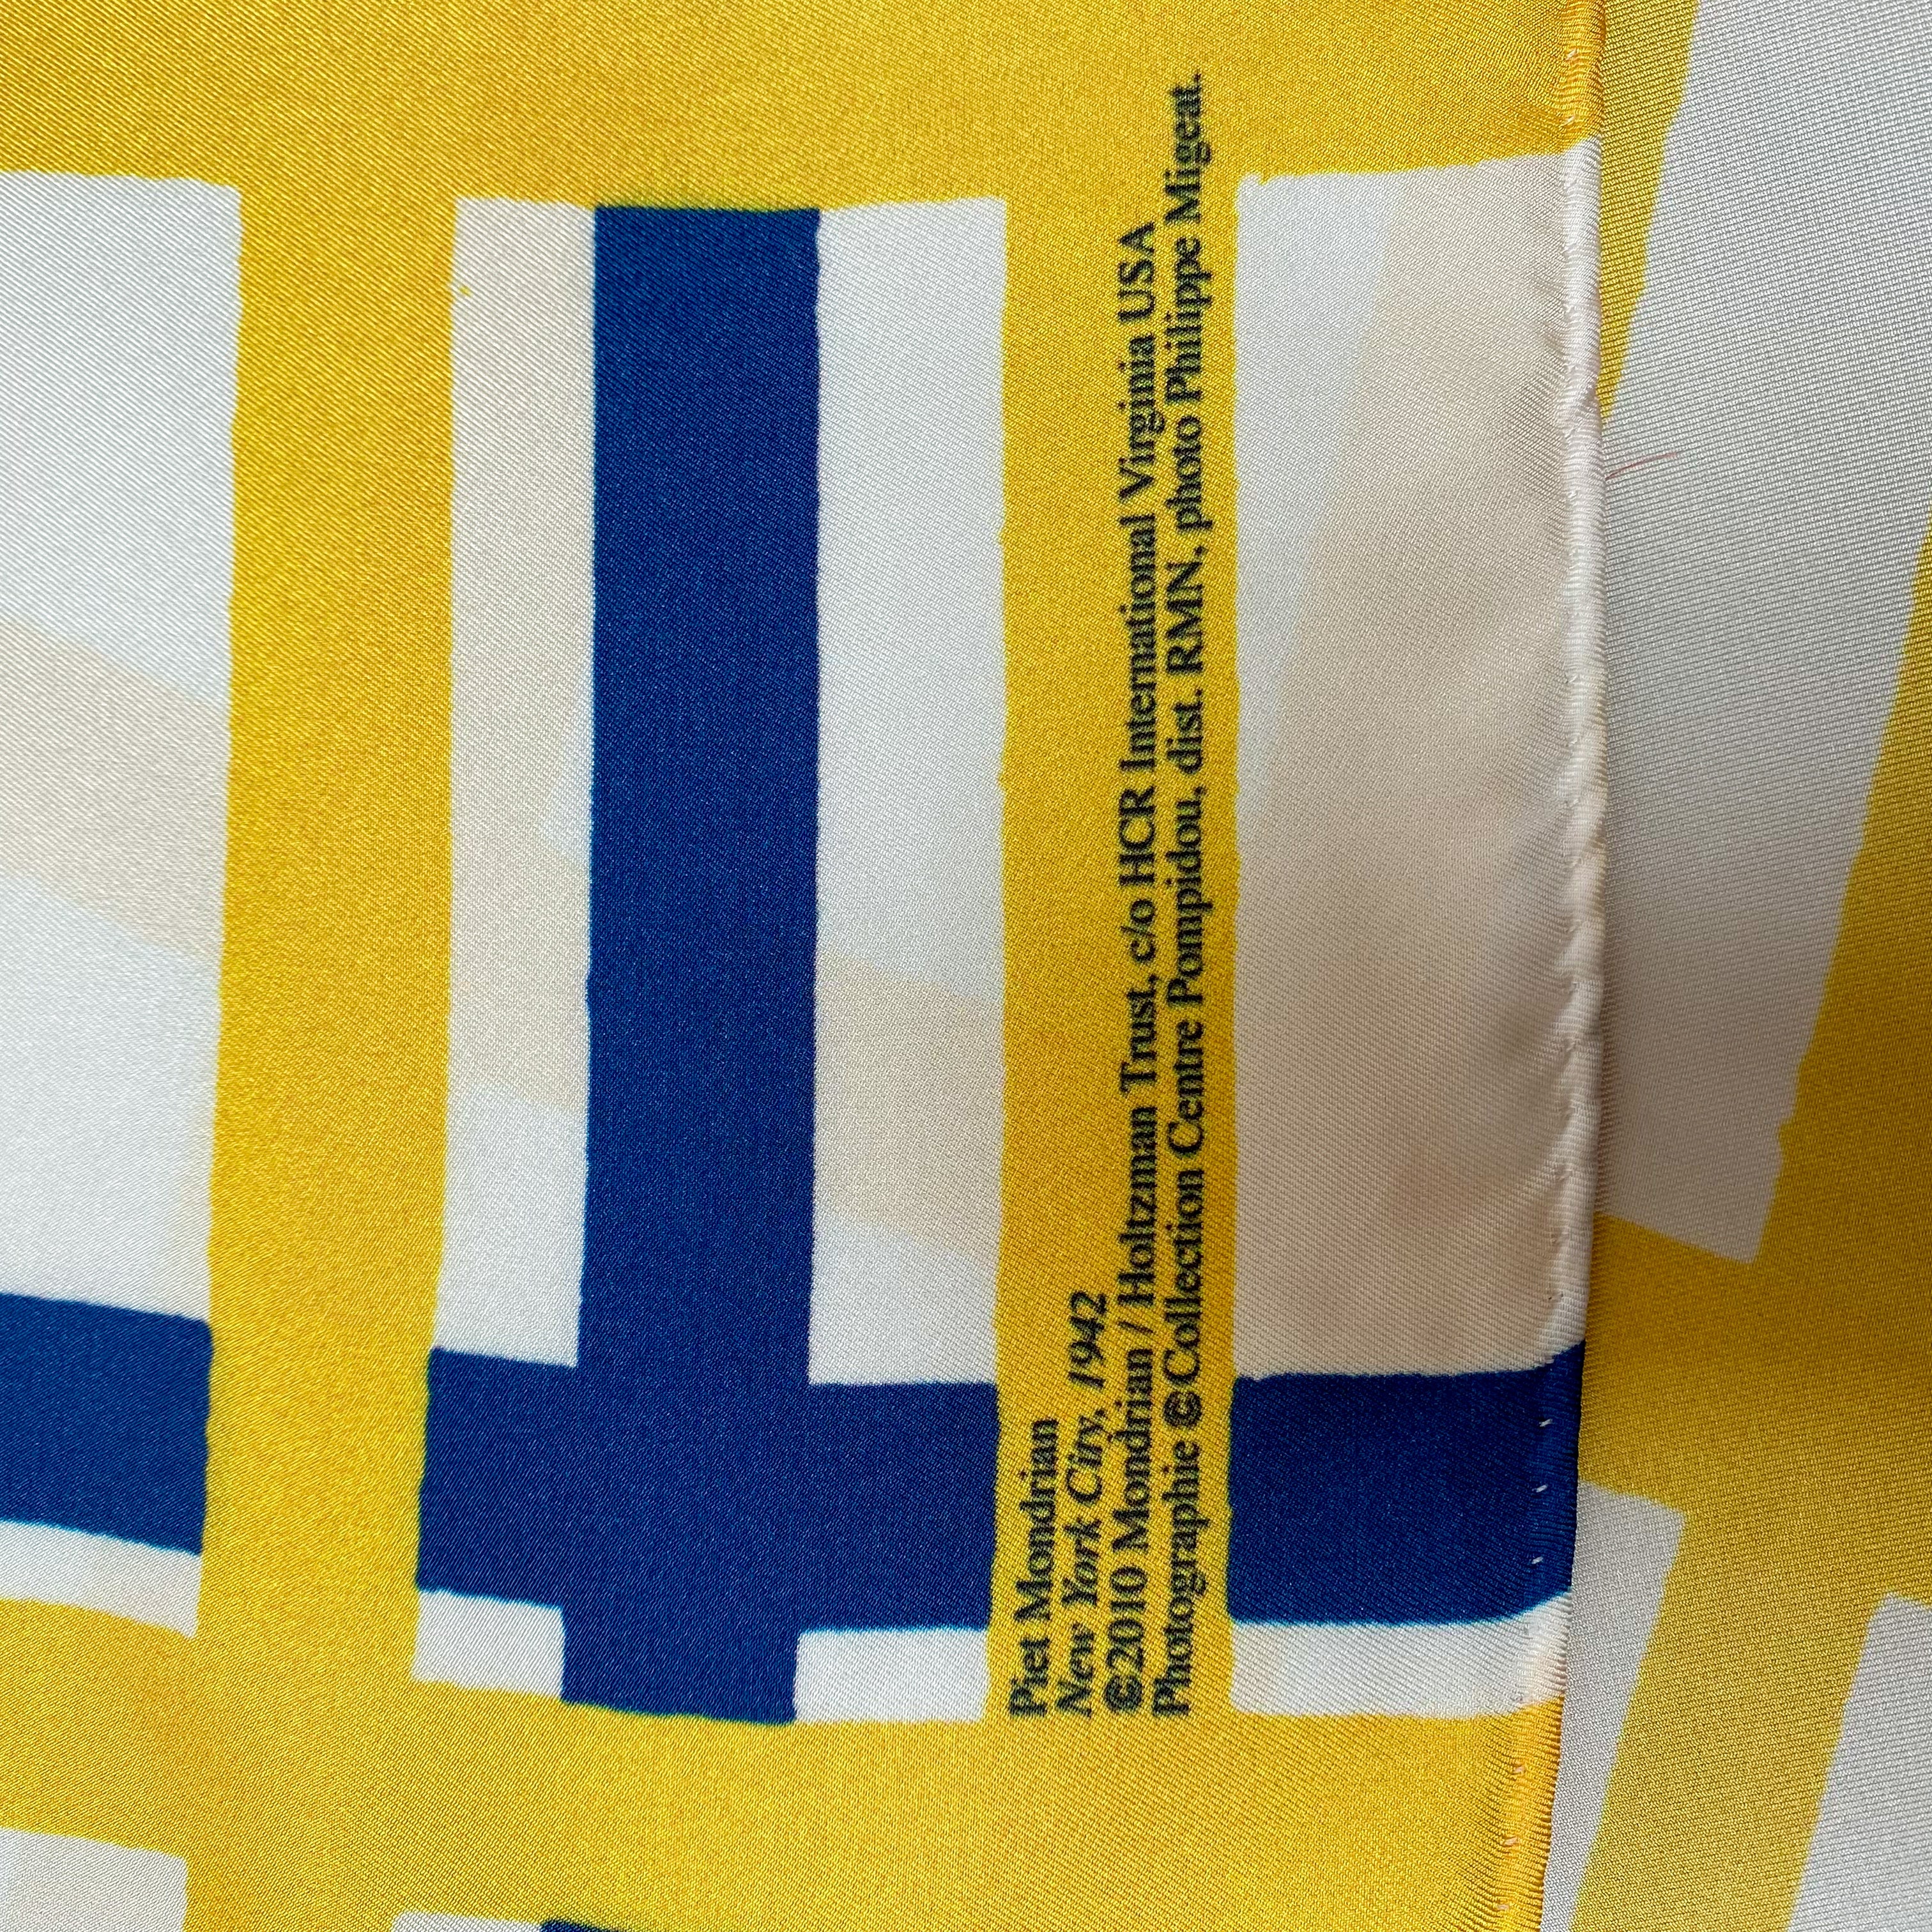 Piet Mondrian
New York City, 1942
©2010 Mondrian / Holtzman Trust, c/o HCR International Virginia USA
Photographie ©Collection Centre Pompidou, dist. RMN, photo Philippe Migeat.